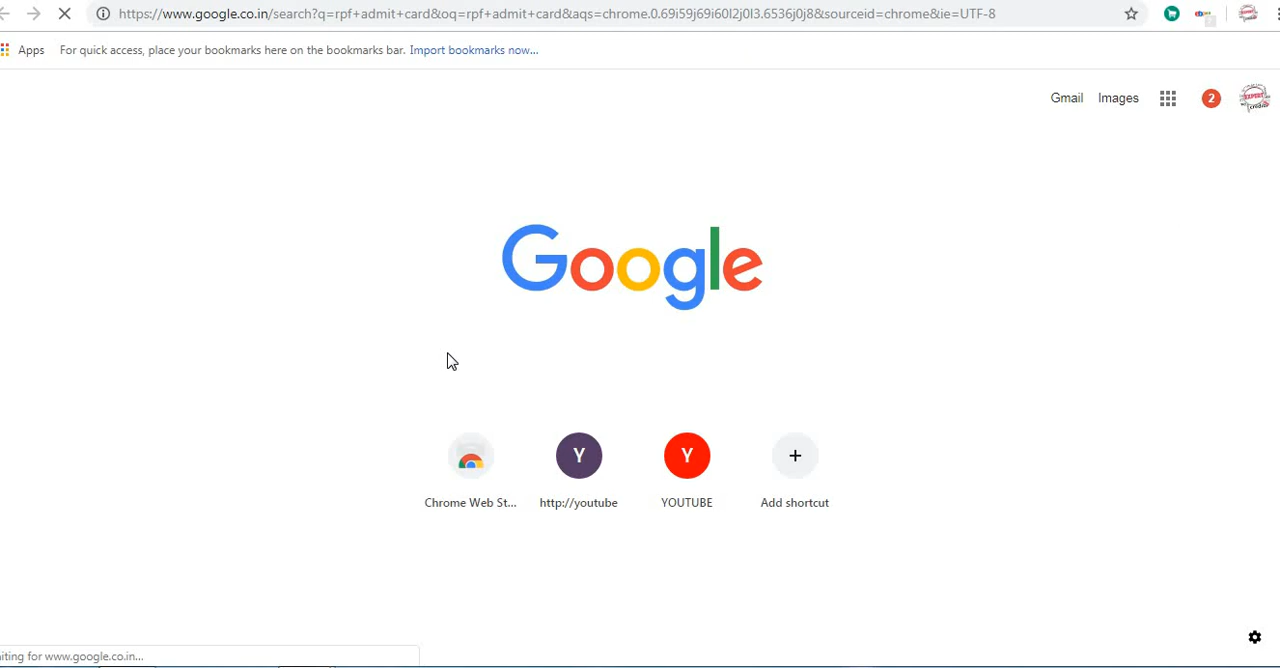 https://www.google.co.in/search?q=rpf+admit+card&oq=rpf+admit+card&aqs=chrome.0.69i59j69i60l2j0l3.6536j0j8&sourceid=chrome&ie=UTF-8
Apps For quick access, place your bookmarks here on the bookmarks bar. Import bookmarks now...
Gmail Images 2
Google
Y Y +
Chrome Web St... http://youtube YOUTUBE Add shortcut
iting for www.google.co.in...